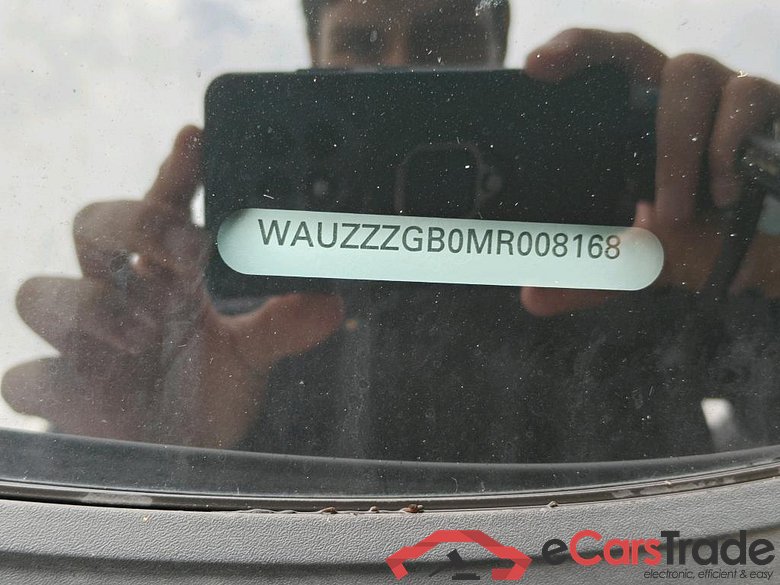 WAUZZZGB0MR008168
eCarsTrade
electronic, efficient & easy